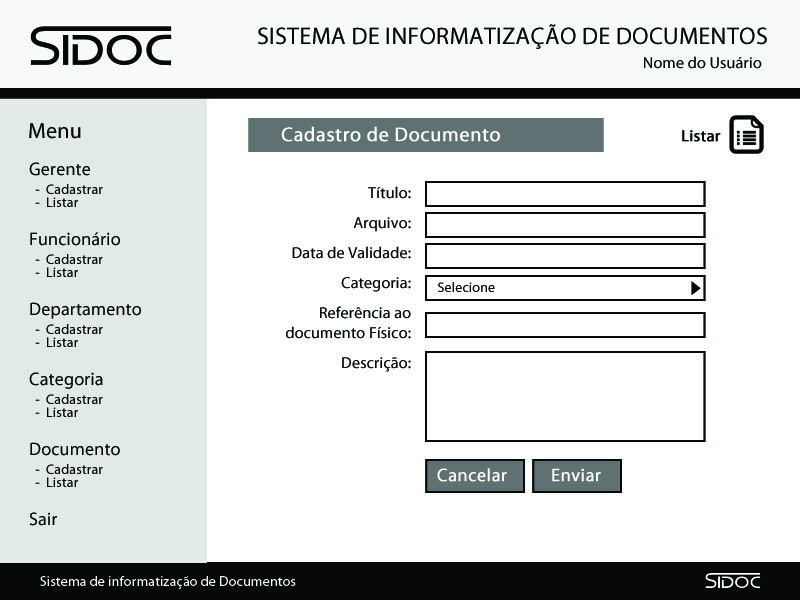 SIDOC
SISTEMA DE INFORMATIZAÇÃO DE DOCUMENTOS
Nome do Usuário
Menu
Gerente
- Cadastrar
- Listar
Funcionário
- Cadastrar
- Listar
Departamento
- Cadastrar
- Listar
Categoria
- Cadastrar
- Listar
Documento
- Cadastrar
- Listar
Sair
Cadastro de Documento
Listar
Título:
Arquivo:
Data de Validade:
Categoria:
Selecione
Referência ao
documento Físico:
Descrição:
Cancelar
Enviar
Sistema de informatização de Documentos
SIDOC